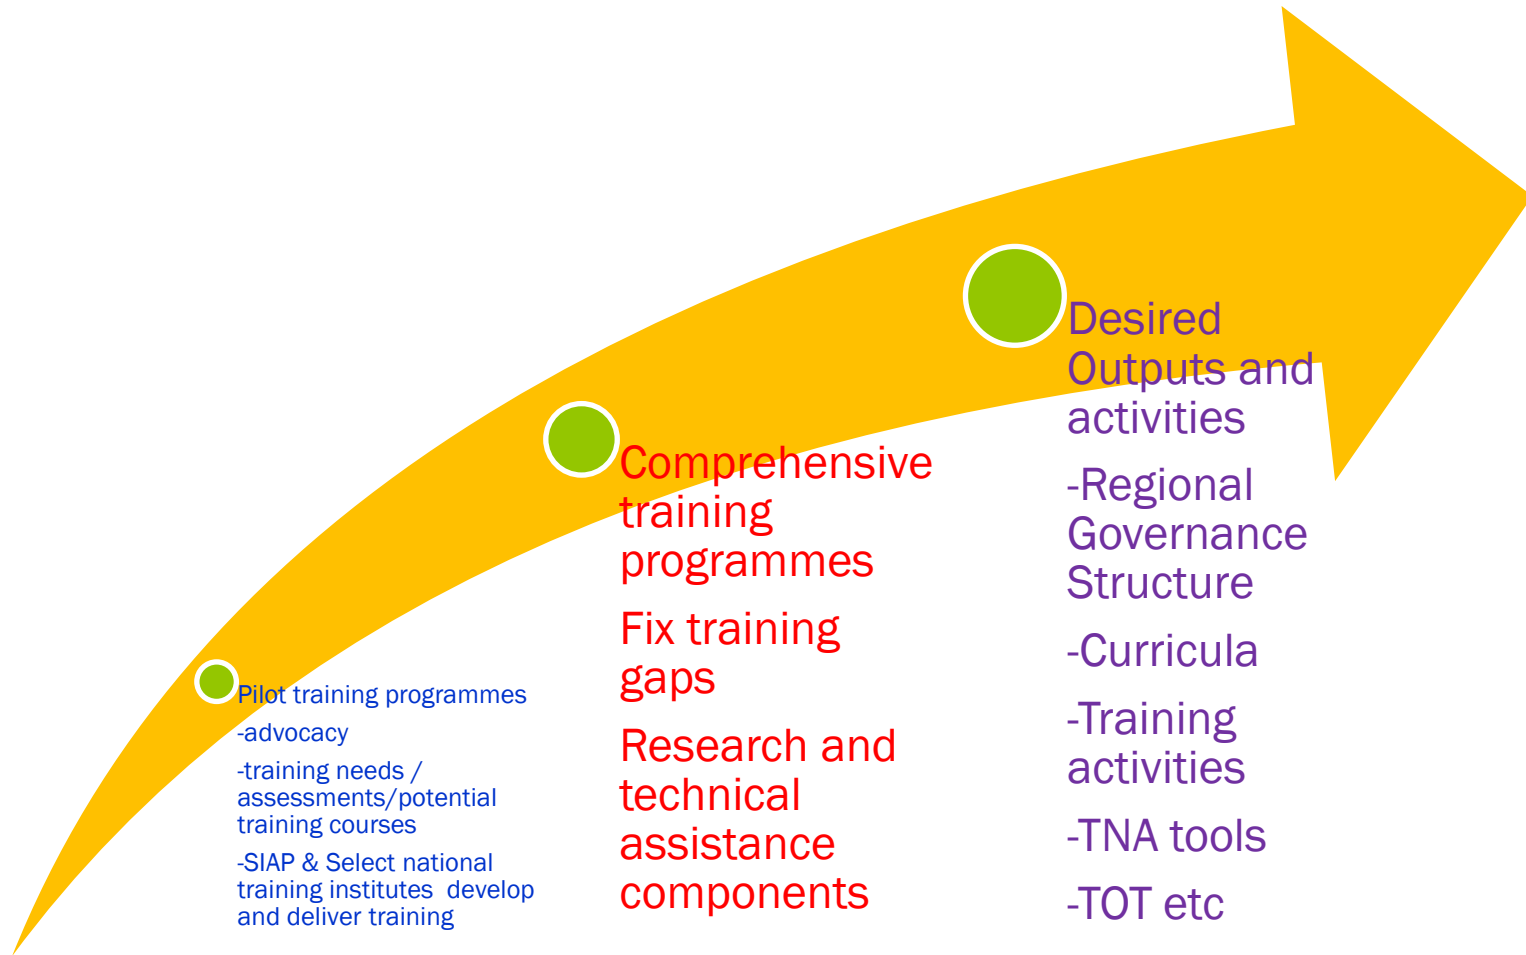 Pilot training programmes
-advocacy
-training needs /
assessments/potential
training courses
-SIAP & Select national
training institutes  develop
and deliver training
Comprehensive
training
programmes
Fix training
gaps
Research and
technical
assistance
components
Desired
Outputs and
activities
-Regional
Governance
Structure
-Curricula
-Training
activities
-TNA tools
-TOT etc